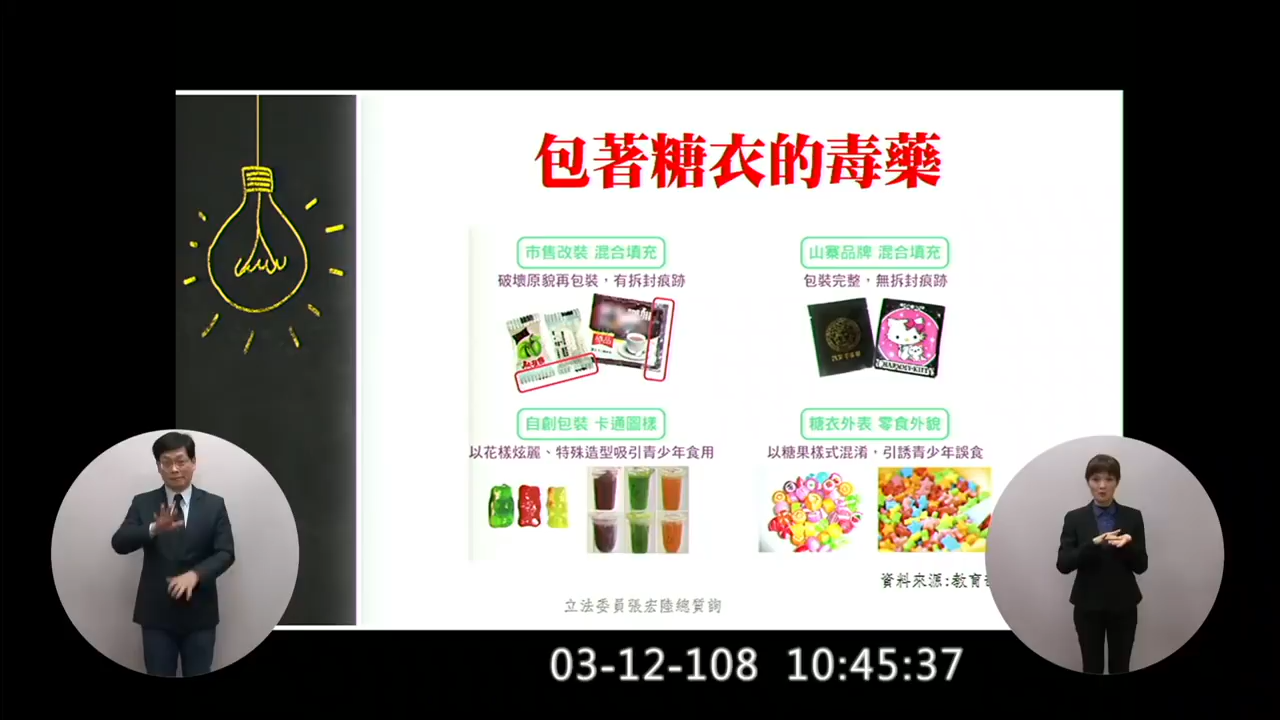 包著糖衣的毒藥
市售改裝 混合填充
破壞原貌再包裝，有拆封痕跡
山寨品牌 混合填充
包裝完整，無拆封痕跡
自創包裝 卡通圖樣
以花樣炫麗、特殊造型吸引青少年食用
糖衣外表 零食外貌
以糖果樣式混淆，引誘青少年誤食
資料來源:教育
立法委員張宏陸總質詢
03-12-108 10:45:37